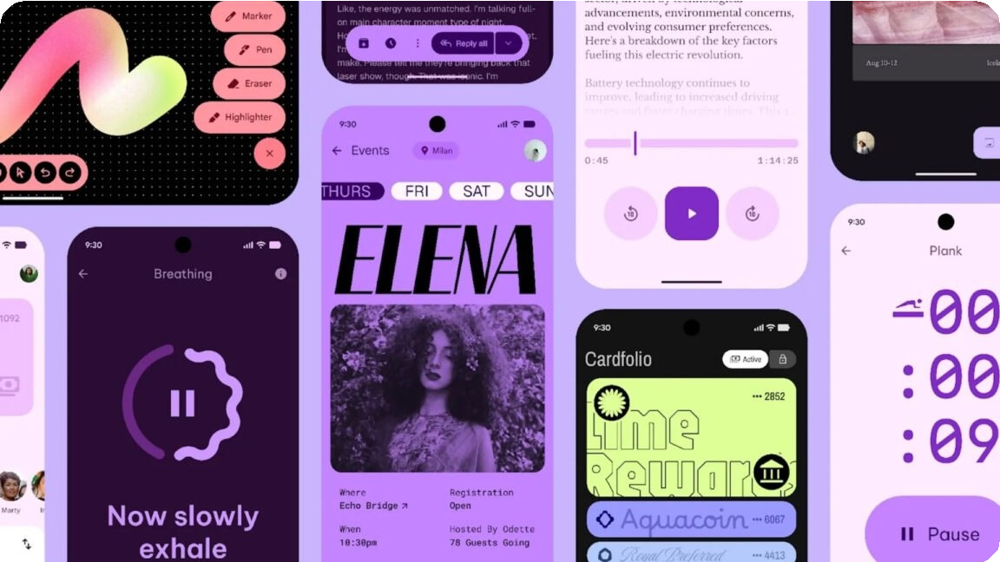 Marker
Pen
Eraser
Highlighter
9:30
Breathing
Now slowly
exhale
1092
Marty
Like, the energy was unmatched. I'm talking full-
on main character moment type of night.
Reply all
make. Please tell me they're bringing back that
laser show, though. That was iconic. I'm
9:30
Events
Milan
THURS
FRI
SAT
SUN
ELENA
Where
Echo Bridge
Registration
Open
When
10:30pm
Hosted By Odette
78 Guests Going
advancements, environmental concerns,
and evolving consumer preferences.
Here's a breakdown of the key factors
fueling this electric revolution.
Battery technology continues to
improve, leading to increased driving
ranges and faster charging times. This a...
0:45
1:14:25
10
10
9:30
Cardfolio
Active
2852
Lime
Rewards
Aquacoin
6067
Royal Preferred
4413
Aug 10-12
9:30
Plank
00
:00
:09
Pause